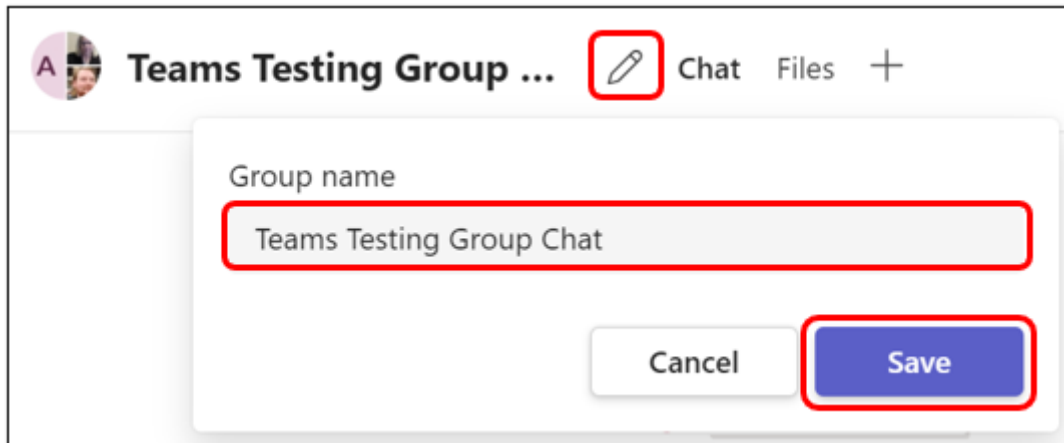 A Teams Testing Group ... Chat Files
Group name
Teams Testing Group Chat
Cancel Save